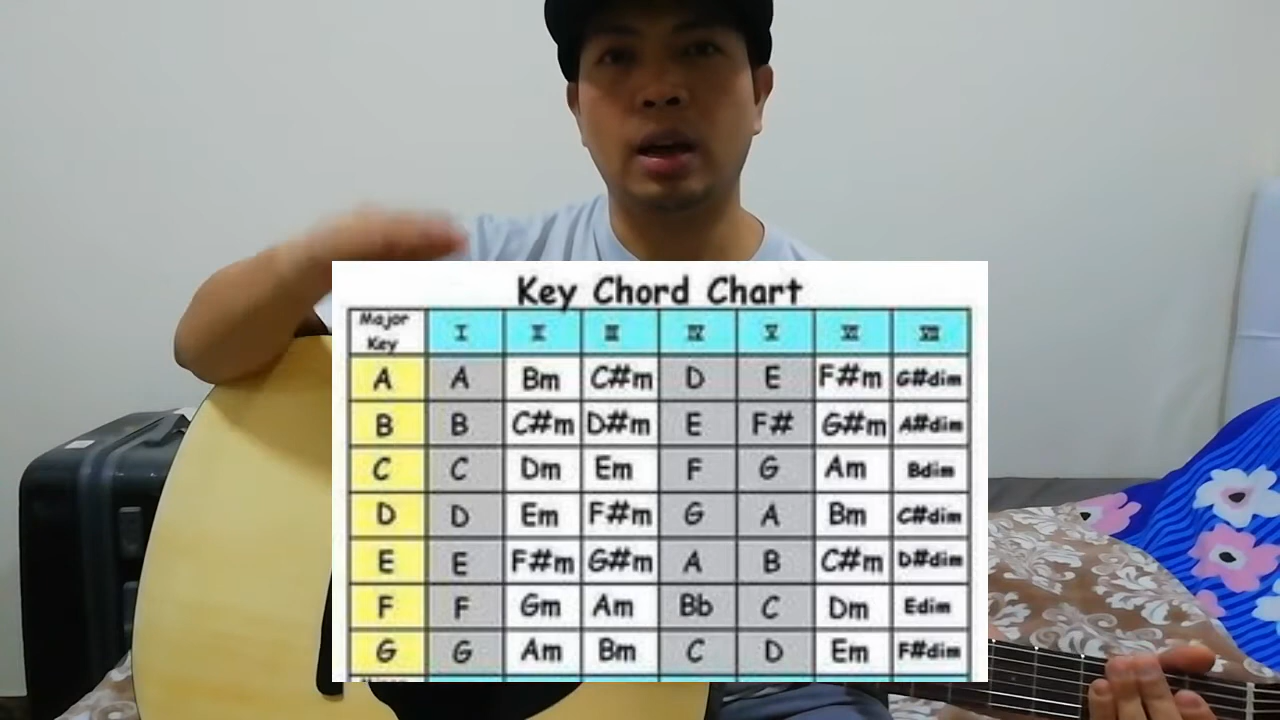 Key Chord Chart
Major Key I II III IV V VI VII
A A Bm C#m D E F#m G#dim
B B C#m D#m E F# G#m A#dim
C C Dm Em F G Am Bdim
D D Em F#m G A Bm C#dim
E E F#m G#m A B C#m D#dim
F F Gm Am Bb C Dm Edim
G G Am Bm C D Em F#dim